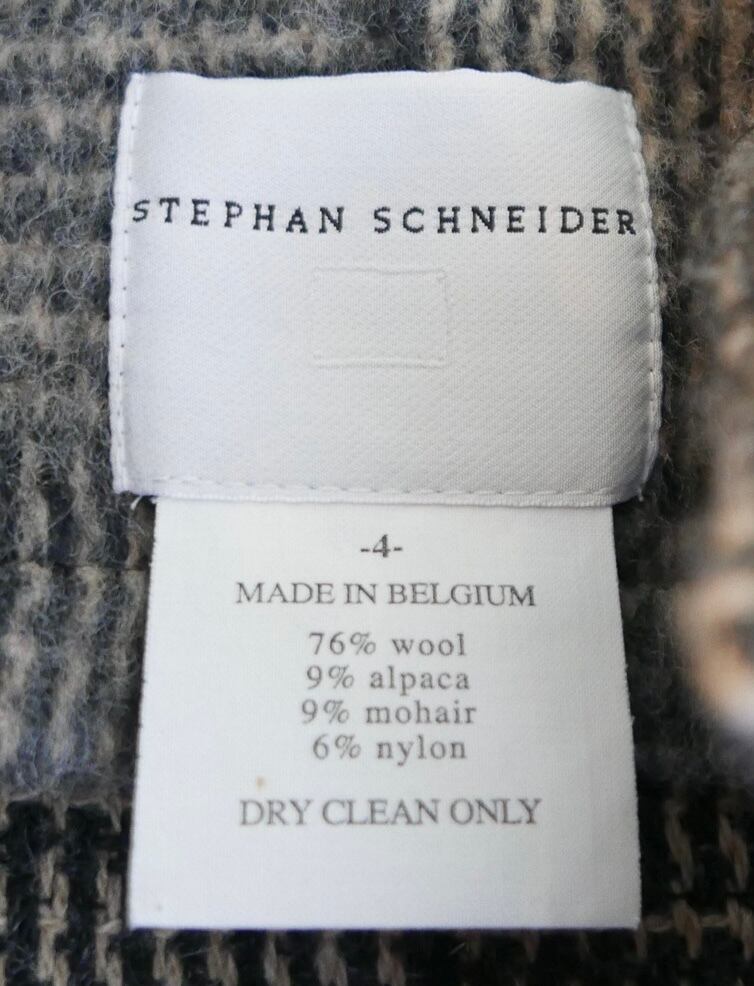 STEPHAN SCHNEIDER
-4-
MADE IN BELGIUM
76% wool
9% alpaca
9% mohair
6% nylon
DRY CLEAN ONLY